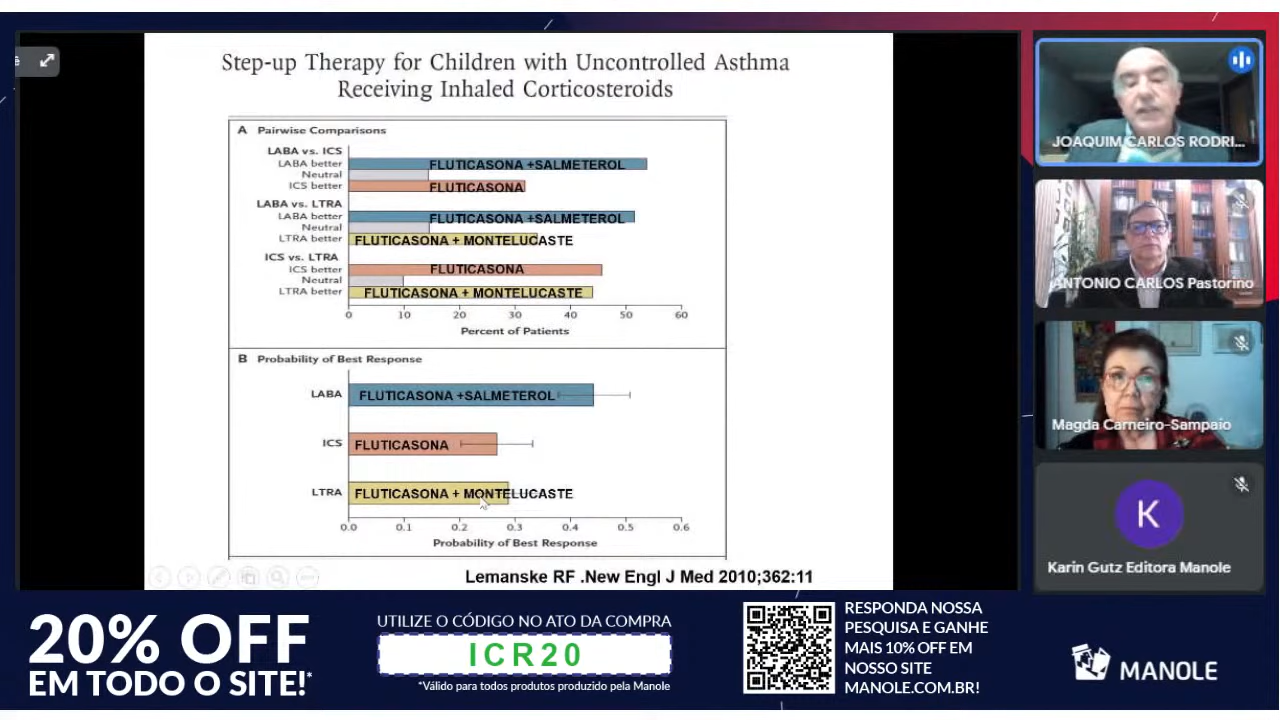 Step-up Therapy for Children with Uncontrolled Asthma
Receiving Inhaled Corticosteroids
A Pairwise Comparisons
LABA vs. ICS
LABA better FLUTICASONA +SALMETEROL
Neutral
ICS better FLUTICASONA
LABA vs. LTRA
LABA better FLUTICASONA +SALMETEROL
Neutral
LTRA better FLUTICASONA + MONTELUCASTE
ICS vs. LTRA
ICS better FLUTICASONA
Neutral
LTRA better FLUTICASONA + MONTELUCASTE
0 10 20 30 40 50 60
Percent of Patients
B Probability of Best Response
LABA FLUTICASONA +SALMETEROL
ICS FLUTICASONA
LTRA FLUTICASONA + MONTELUCASTE
0.0 0.1 0.2 0.3 0.4 0.5 0.6
Probability of Best Response
Lemanske RF .New Engl J Med 2010;362:11
JOAQUIM CARLOS RODRI...
ANTONIO CARLOS Pastorino
Magda Carneiro-Sampaio
K
Karin Gutz Editora Manole
20% OFF
EM TODO O SITE!*
UTILIZE O CÓDIGO NO ATO DA COMPRA
ICR20
*Válido para todos produtos produzido pela Manole
RESPONDA NOSSA
PESQUISA E GANHE
MAIS 10% OFF EM
NOSSO SITE
MANOLE.COM.BR!
MANOLE